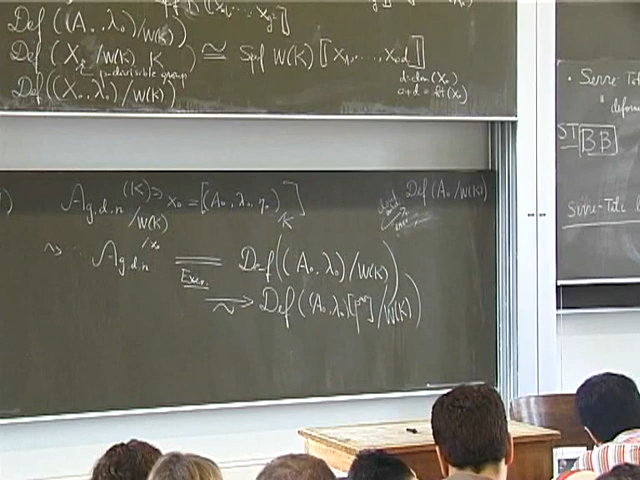 Def((A₀, λ₀)/W(K))
Def(X₀/W(K), K) ≅ Spf W(K)[[x₁, ..., x_cd]]
p-divisible group
d = dim(X₀)
c+d = ht(X₀)
Def((X₀, λ₀)/W(K))
A_{g,d,n}/W(K) (K) ∋ x₀ = [(A₀, λ₀, η₀)]_K
Def(A₀/W(K))
⇝ A_{g,d,n}^{/x₀} = Def((A₀, λ₀)/W(K))
Exer.
⥲ Def((A₀, λ₀)[p^∞]/W(K))
• Serre-Tate
" deform
ST BB
Serre-Tate